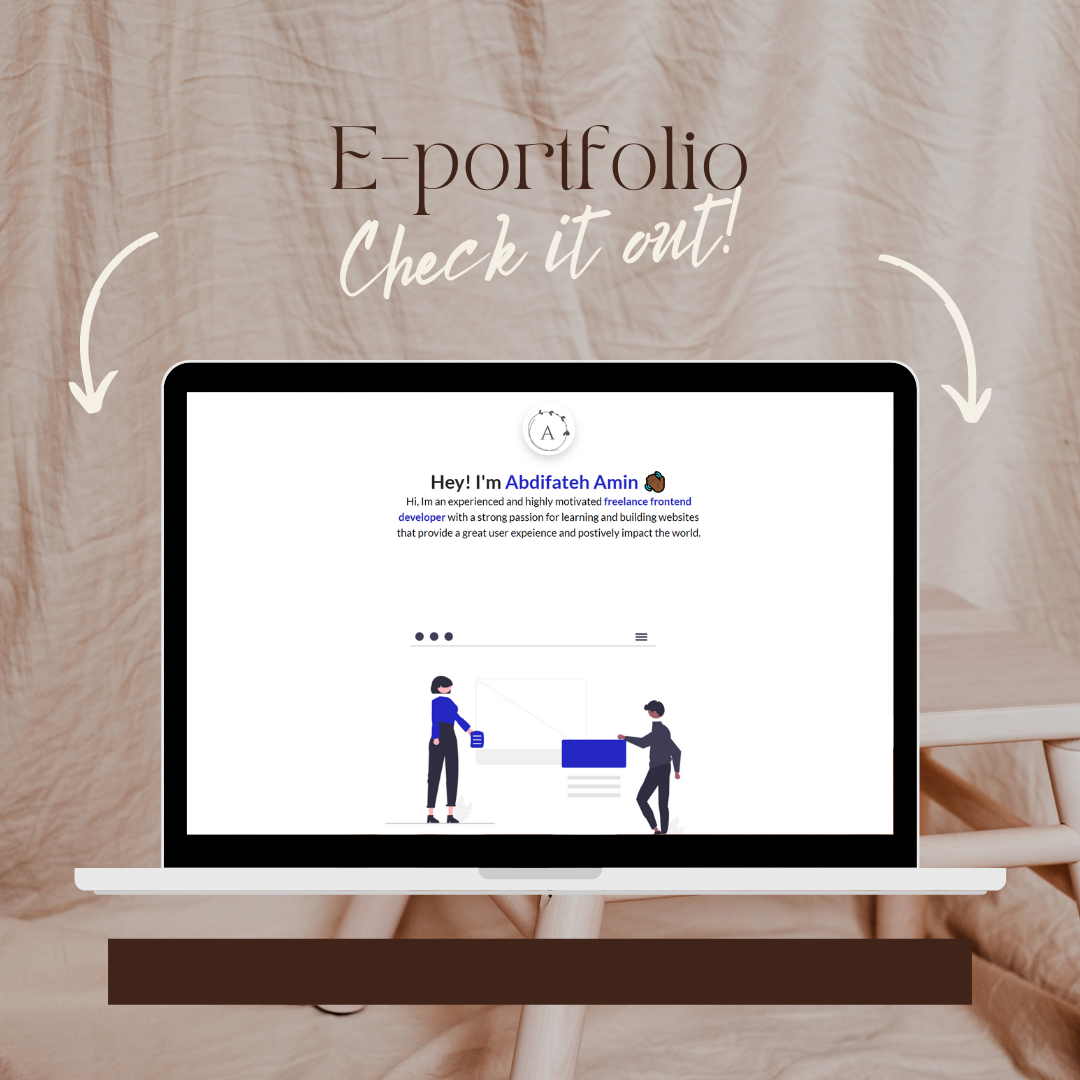 E-portfolio
Check it out!
A
Hey! I'm Abdifateh Amin 👋🏾
Hi, Im an experienced and highly motivated freelance frontend
developer with a strong passion for learning and building websites
that provide a great user expeience and postively impact the world.